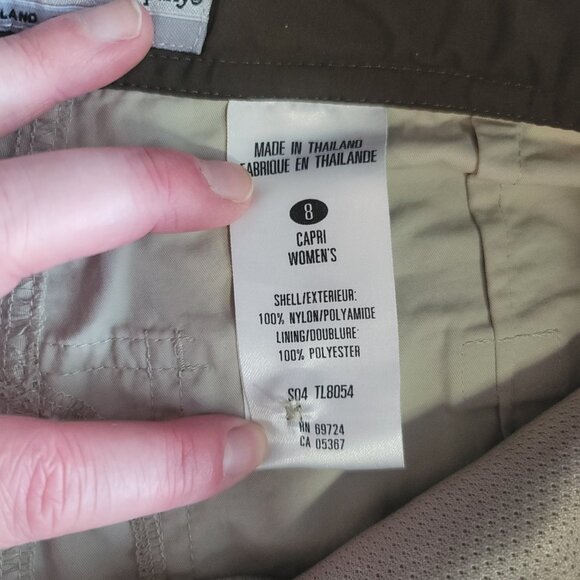 LAND
MADE IN THAILAND
FABRIQUE EN THAILANDE
8
CAPRI
WOMEN'S
SHELL/EXTERIEUR:
100% NYLON/POLYAMIDE
LINING/DOUBLURE:
100% POLYESTER
S04 TL8054
RN 69724
CA 05367